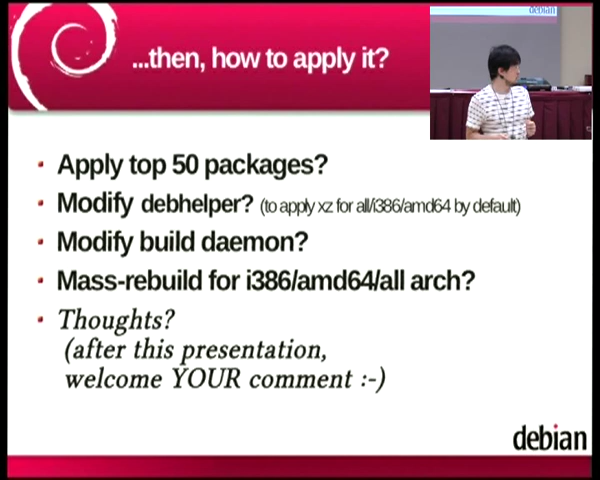 debian
...then, how to apply it?
Apply top 50 packages?
Modify debhelper? (to apply xz for all/i386/amd64 by default)
Modify build daemon?
Mass-rebuild for i386/amd64/all arch?
Thoughts?
(after this presentation,
welcome YOUR comment :-)
debian